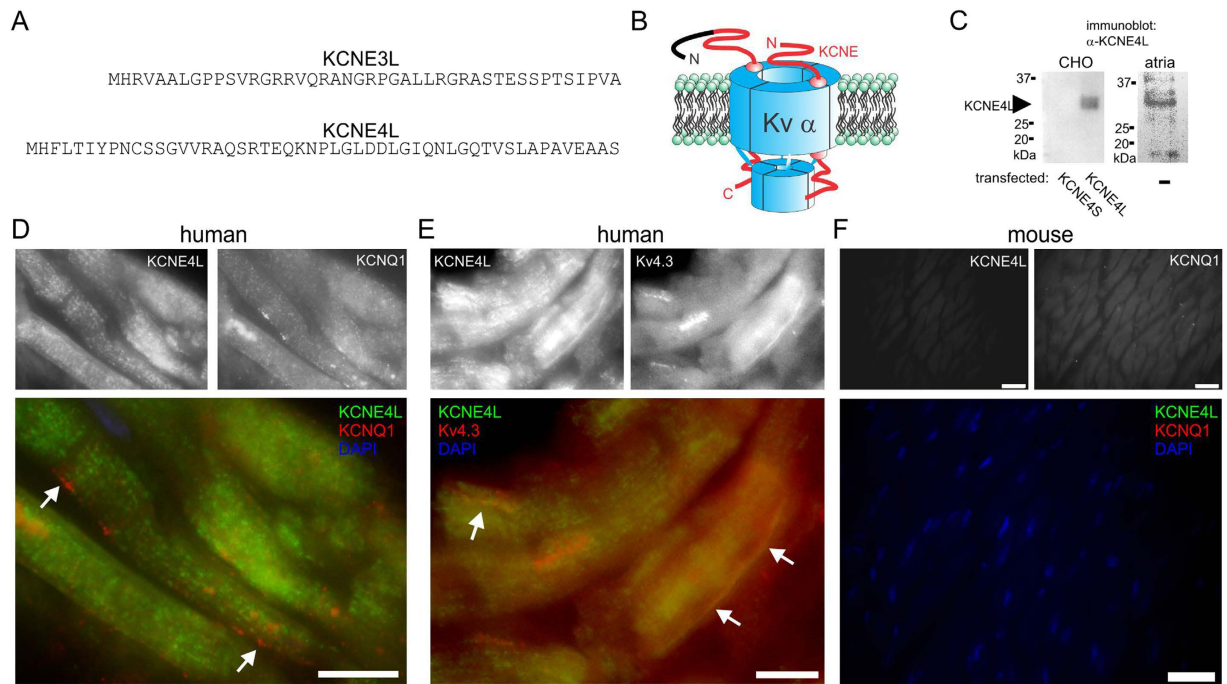 A
KCNE3L
MHRVAALGPPSVRGRRVQRANGRPGALLRGRASTESSPTSIPVA
KCNE4L
MHFLTIYPNCSSGVVRAQSRTEQKNPLGLDDLGIQNLGQTVSLAPAVEAAS
B
N
N
KCNE
Kv α
C
C
immunoblot:
α-KCNE4L
CHO
atria
37
KCNE4L
25
20
kDa
37
25
20
kDa
transfected:
KCNE4S
KCNE4L
-
D
human
KCNE4L
KCNQ1
KCNE4L
KCNQ1
DAPI
E
human
KCNE4L
Kv4.3
KCNE4L
Kv4.3
DAPI
F
mouse
KCNE4L
KCNQ1
KCNE4L
KCNQ1
DAPI